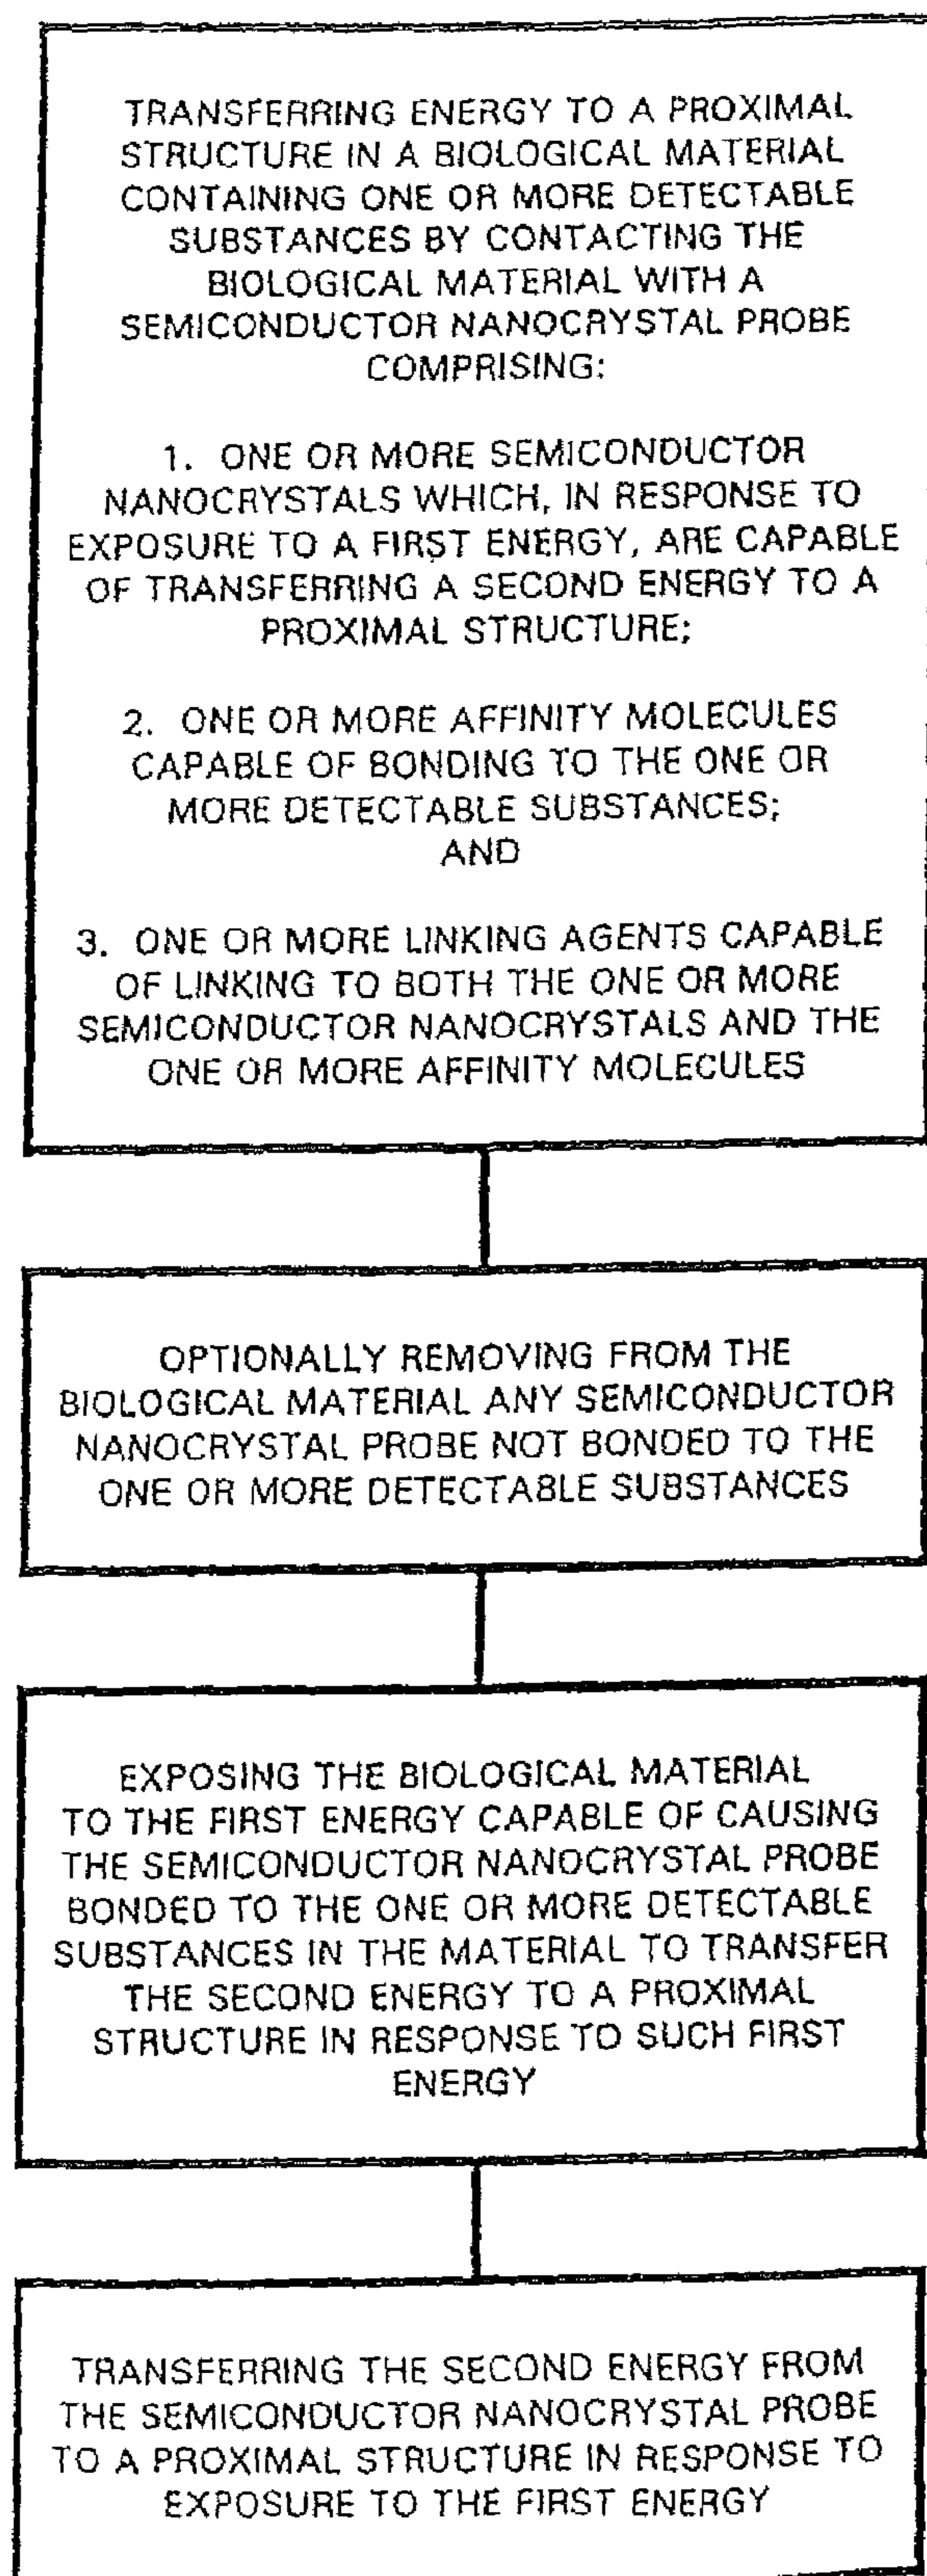 TRANSFERRING ENERGY TO A PROXIMAL
STRUCTURE IN A BIOLOGICAL MATERIAL
CONTAINING ONE OR MORE DETECTABLE
SUBSTANCES BY CONTACTING THE
BIOLOGICAL MATERIAL WITH A
SEMICONDUCTOR NANOCRYSTAL PROBE
COMPRISING:
1. ONE OR MORE SEMICONDUCTOR
NANOCRYSTALS WHICH, IN RESPONSE TO
EXPOSURE TO A FIRST ENERGY, ARE CAPABLE
OF TRANSFERRING A SECOND ENERGY TO A
PROXIMAL STRUCTURE;
2. ONE OR MORE AFFINITY MOLECULES
CAPABLE OF BONDING TO THE ONE OR
MORE DETECTABLE SUBSTANCES;
AND
3. ONE OR MORE LINKING AGENTS CAPABLE
OF LINKING TO BOTH THE ONE OR MORE
SEMICONDUCTOR NANOCRYSTALS AND THE
ONE OR MORE AFFINITY MOLECULES
OPTIONALLY REMOVING FROM THE
BIOLOGICAL MATERIAL ANY SEMICONDUCTOR
NANOCRYSTAL PROBE NOT BONDED TO THE
ONE OR MORE DETECTABLE SUBSTANCES
EXPOSING THE BIOLOGICAL MATERIAL
TO THE FIRST ENERGY CAPABLE OF CAUSING
THE SEMICONDUCTOR NANOCRYSTAL PROBE
BONDED TO THE ONE OR MORE DETECTABLE
SUBSTANCES IN THE MATERIAL TO TRANSFER
THE SECOND ENERGY TO A PROXIMAL
STRUCTURE IN RESPONSE TO SUCH FIRST
ENERGY
TRANSFERRING THE SECOND ENERGY FROM
THE SEMICONDUCTOR NANOCRYSTAL PROBE
TO A PROXIMAL STRUCTURE IN RESPONSE TO
EXPOSURE TO THE FIRST ENERGY